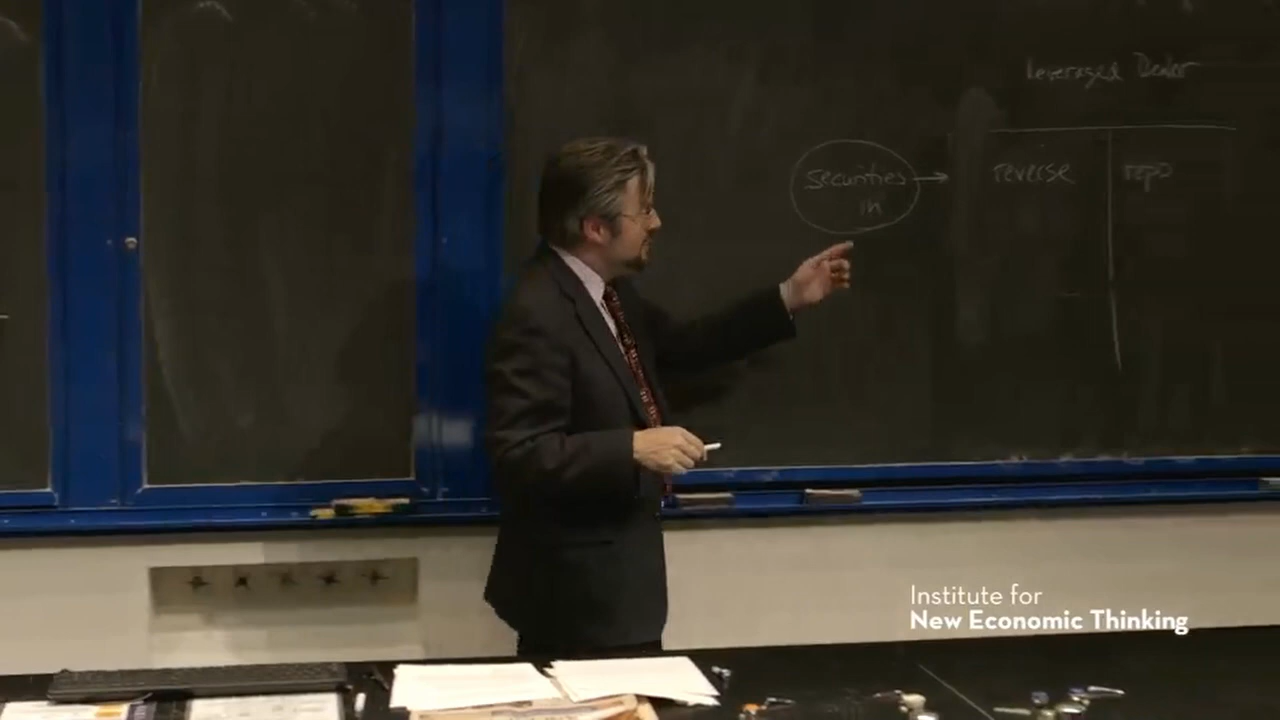 Leveraged Dealer
securities
in
reverse
repo
Institute for
New Economic Thinking